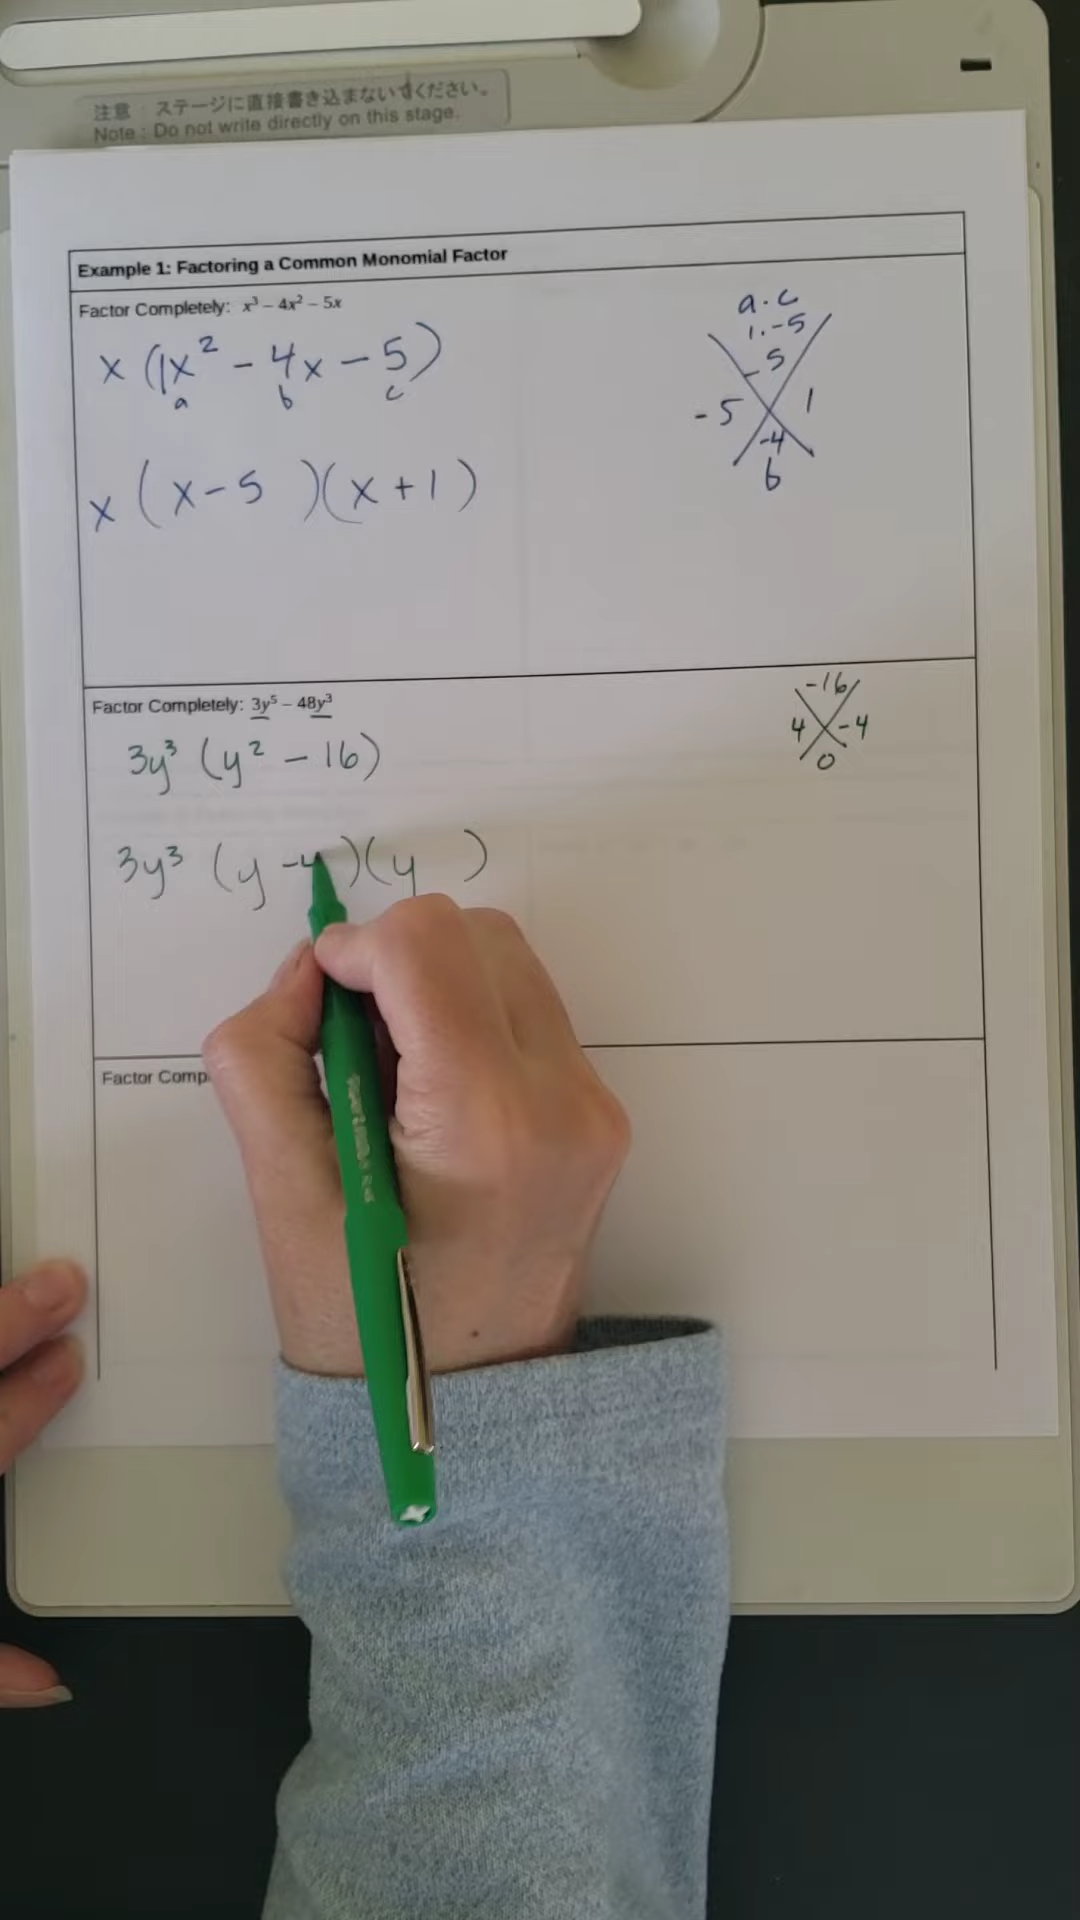 注意：ステージに直接書き込まないでください。
Note : Do not write directly on this stage.
Example 1: Factoring a Common Monomial Factor
Factor Completely: x³ – 4x² – 5x
x (1x² – 4x – 5)
a b c
x (x – 5 )(x + 1)
a · c
1 · -5
-5
-5 1
-4
b
Factor Completely: 3y⁵ – 48y³
3y³ (y² – 16)
3y³ (y – 4 )(y )
-16
4 -4
0
Factor Comp